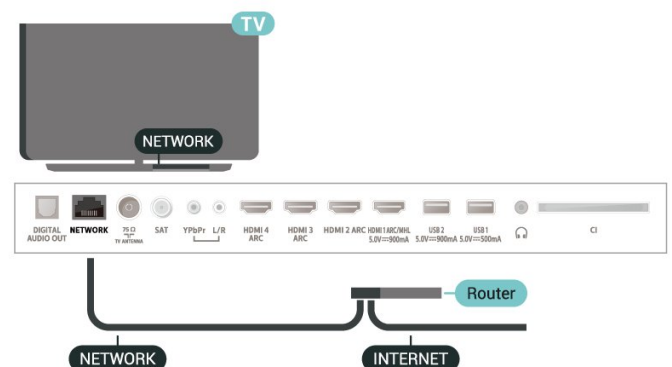 TV
NETWORK
DIGITAL
AUDIO OUT
NETWORK
75 Ω
TV ANTENNA
SAT
YPbPr
L/R
HDMI 4
ARC
HDMI 3
ARC
HDMI 2 ARC
HDMI 1 ARC/MHL
5.0V⎓900mA
USB 2
5.0V⎓900mA
USB 1
5.0V⎓500mA
CI
Router
NETWORK
INTERNET